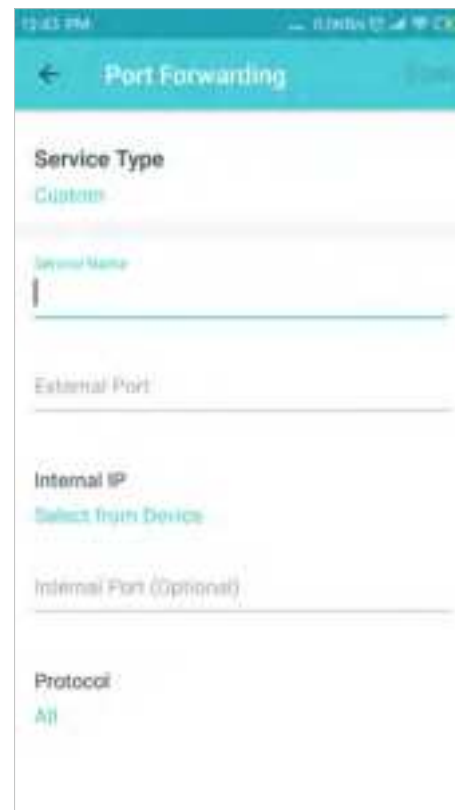 12:43 PM
Port Forwarding
Service Type
Custom
Service Name
External Port
Internal IP
Select from Device
Internal Port (Optional)
Protocol
All